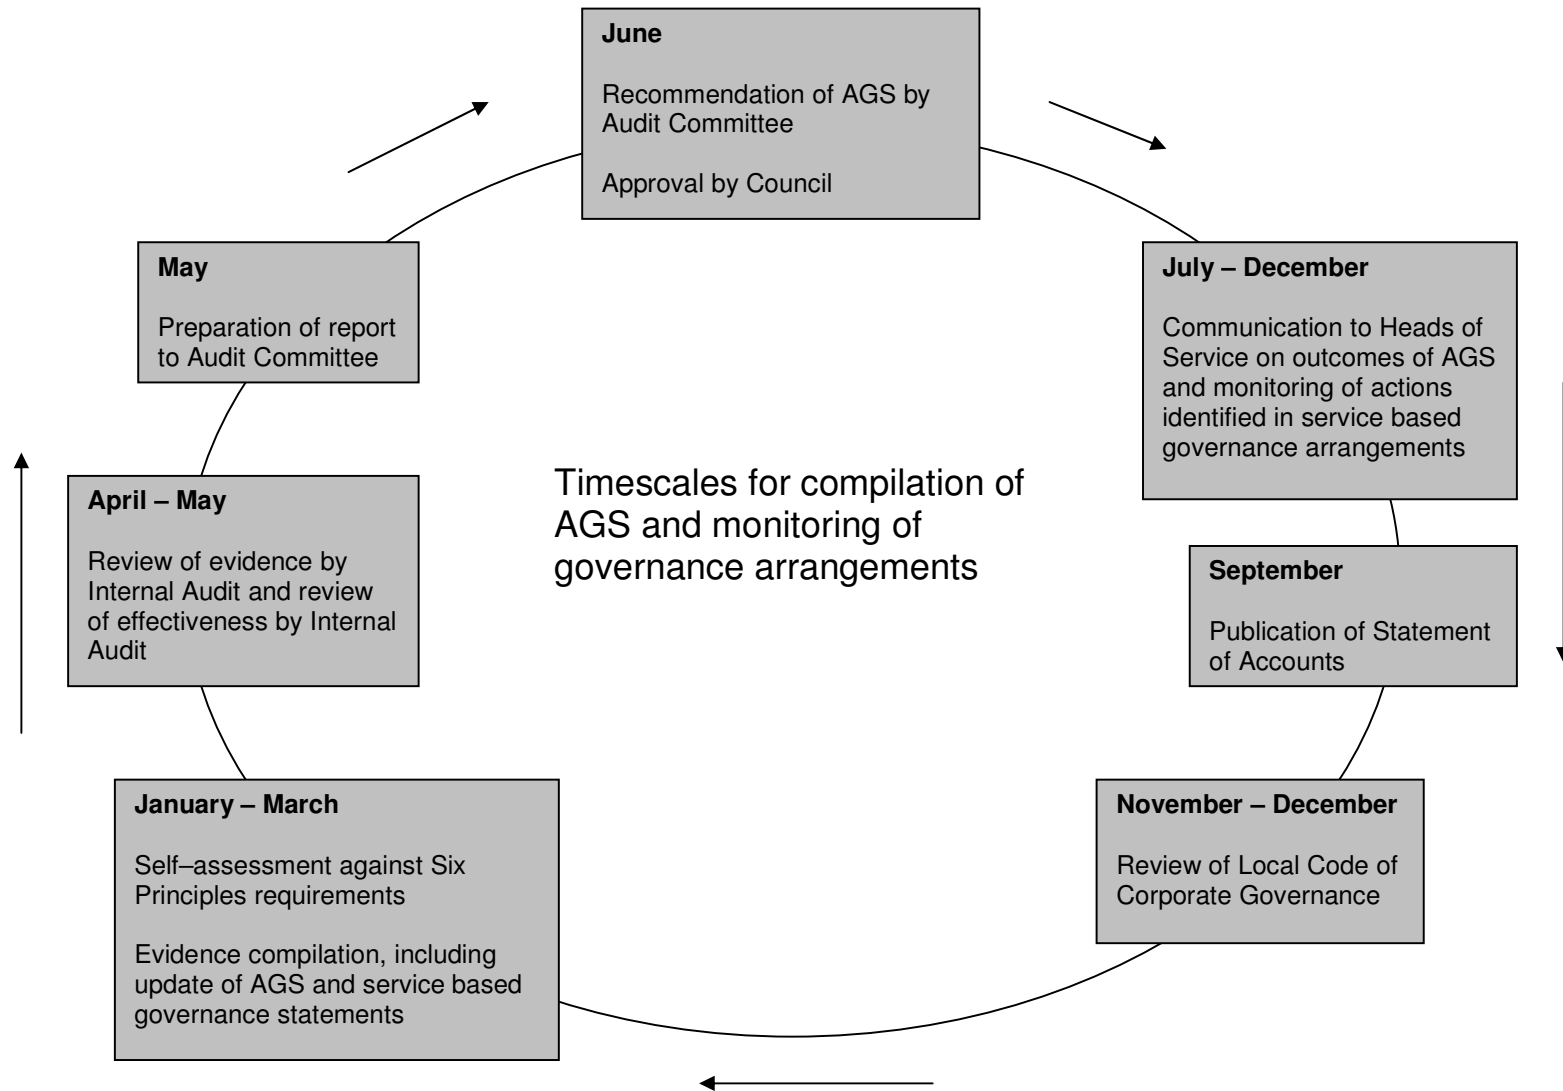 June
Recommendation of AGS by
Audit Committee
Approval by Council
May
Preparation of report
to Audit Committee
July – December
Communication to Heads of
Service on outcomes of AGS
and monitoring of actions
identified in service based
governance arrangements
Timescales for compilation of
AGS and monitoring of
governance arrangements
April – May
Review of evidence by
Internal Audit and review
of effectiveness by Internal
Audit
September
Publication of Statement
of Accounts
January – March
Self–assessment against Six
Principles requirements
Evidence compilation, including
update of AGS and service based
governance statements
November – December
Review of Local Code of
Corporate Governance